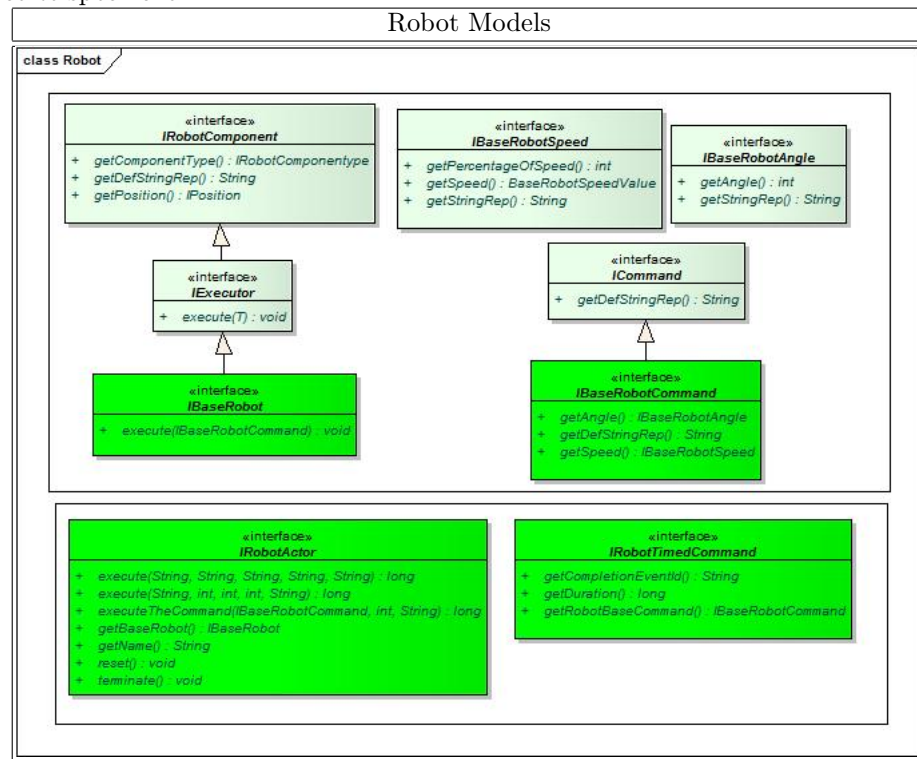 Robot Models
class Robot
«interface»
IRobotComponent
+ getComponentType() : IRobotComponentype
+ getDefStringRep() : String
+ getPosition() : IPosition
«interface»
IBaseRobotSpeed
+ getPercentageOfSpeed() : int
+ getSpeed() : BaseRobotSpeedValue
+ getStringRep() : String
«interface»
IBaseRobotAngle
+ getAngle() : int
+ getStringRep() : String
«interface»
IExecutor
+ execute(T) : void
«interface»
ICommand
+ getDefStringRep() : String
«interface»
IBaseRobot
+ execute(IBaseRobotCommand) : void
«interface»
IBaseRobotCommand
+ getAngle() : IBaseRobotAngle
+ getDefStringRep() : String
+ getSpeed() : IBaseRobotSpeed
«interface»
IRobotActor
+ execute(String, String, String, String, String) : long
+ execute(String, int, int, int, String) : long
+ executeTheCommand(IBaseRobotCommand, int, String) : long
+ getBaseRobot() : IBaseRobot
+ getName() : String
+ reset() : void
+ terminate() : void
«interface»
IRobotTimedCommand
+ getCompletionEventId() : String
+ getDuration() : long
+ getRobotBaseCommand() : IBaseRobotCommand